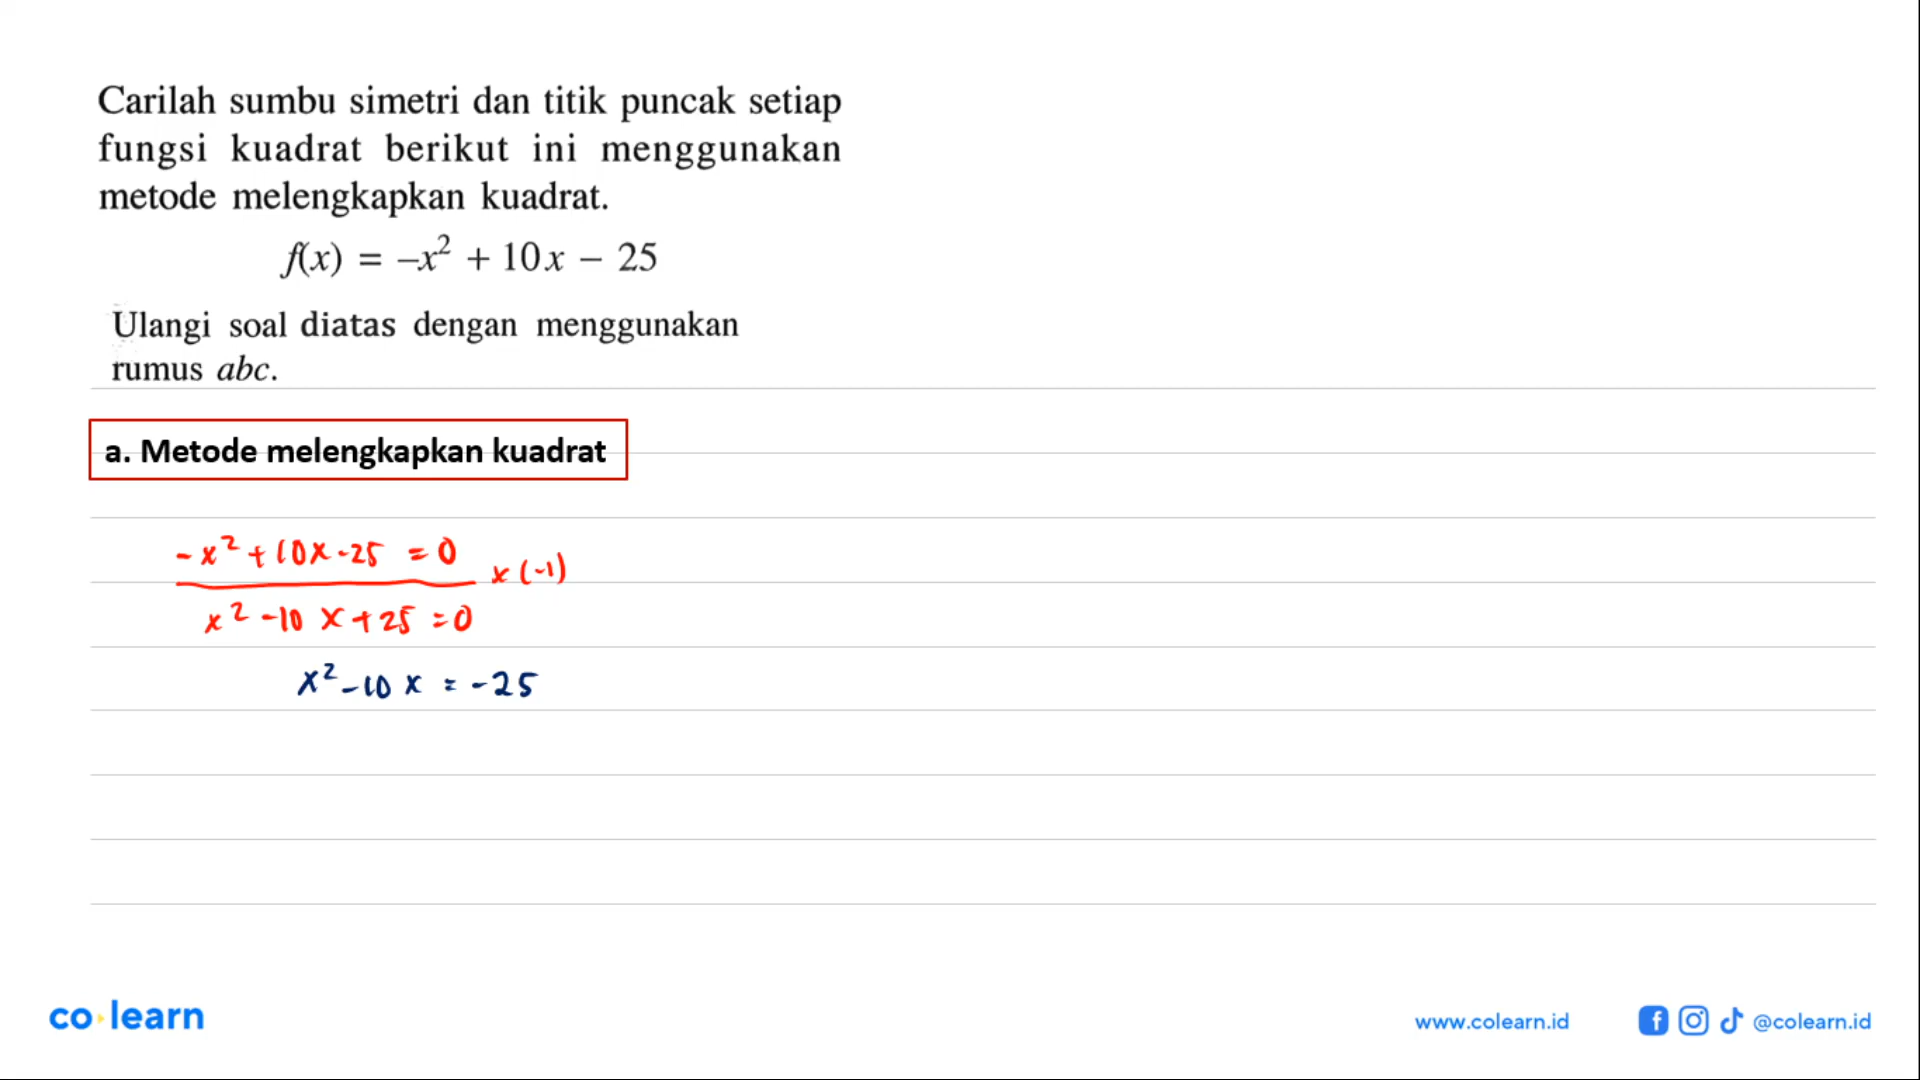 Carilah sumbu simetri dan titik puncak setiap
fungsi kuadrat berikut ini menggunakan
metode melengkapkan kuadrat.
f(x) = –x² + 10x – 25
Ulangi soal diatas dengan menggunakan
rumus abc.
a. Metode melengkapkan kuadrat
-x² + 10x - 25 = 0
x (-1)
x² - 10x + 25 = 0
x² - 10x = -25
co learn
www.colearn.id
@colearn.id